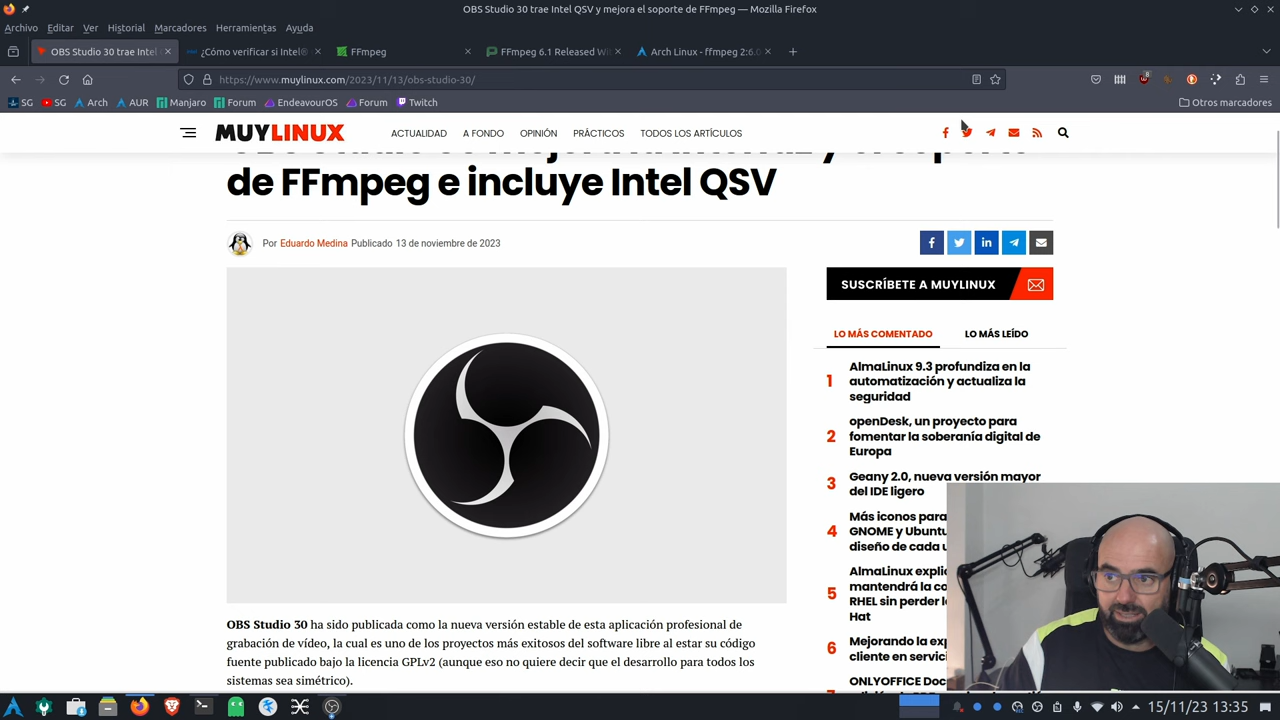 OBS Studio 30 trae Intel QSV y mejora el soporte de FFmpeg — Mozilla Firefox
Archivo Editar Ver Historial Marcadores Herramientas Ayuda
OBS Studio 30 trae Intel
¿Cómo verificar si Intel®
FFmpeg
FFmpeg 6.1 Released Wi
Arch Linux - ffmpeg 2:6.0
https://www.muylinux.com/2023/11/13/obs-studio-30/
SG SG Arch AUR Manjaro Forum EndeavourOS Forum Twitch Otros marcadores
MUYLINUX ACTUALIDAD A FONDO OPINIÓN PRÁCTICOS TODOS LOS ARTÍCULOS
de FFmpeg e incluye Intel QSV
Por Eduardo Medina Publicado 13 de noviembre de 2023
OBS Studio 30 ha sido publicada como la nueva versión estable de esta aplicación profesional de
grabación de vídeo, la cual es uno de los proyectos más exitosos del software libre al estar su código
fuente publicado bajo la licencia GPLv2 (aunque eso no quiere decir que el desarrollo para todos los
sistemas sea simétrico).
SUSCRÍBETE A MUYLINUX
LO MÁS COMENTADO LO MÁS LEÍDO
1 AlmaLinux 9.3 profundiza en la
automatización y actualiza la
seguridad
2 openDesk, un proyecto para
fomentar la soberanía digital de
Europa
3 Geany 2.0, nueva versión mayor
del IDE ligero
4 Más iconos para
GNOME y Ubuntu
diseño de cada u
5 AlmaLinux explic
mantendrá la co
RHEL sin perder l
Hat
6 Mejorando la exp
cliente en servici
ONLYOFFICE Doc
15/11/23 13:35